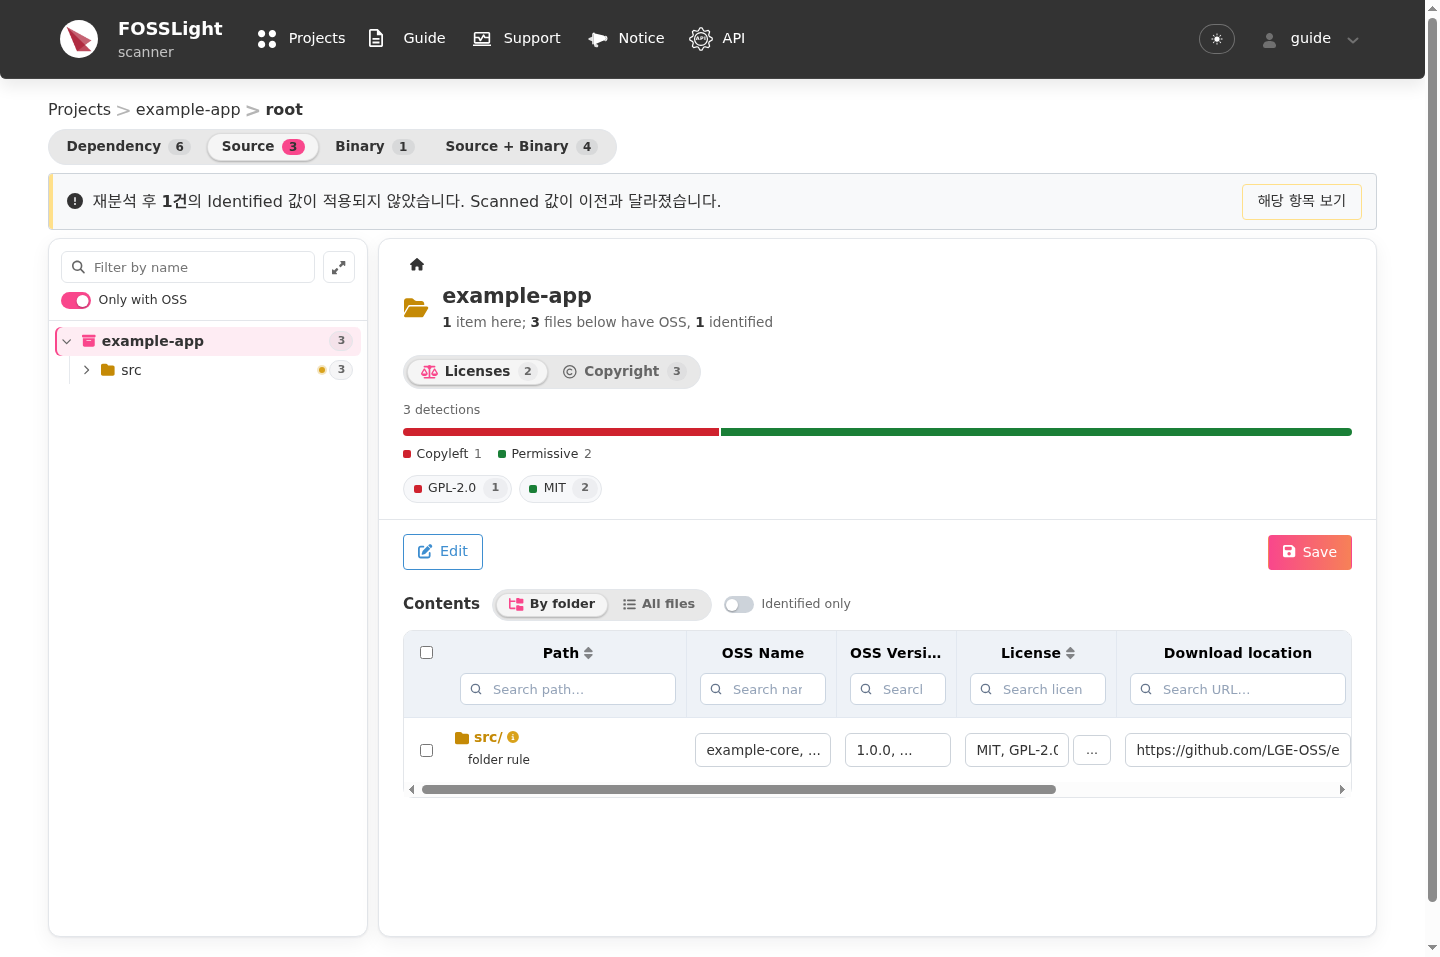 FOSSLight
scanner
Projects
Guide
Support
Notice
API
guide
Projects > example-app > root
Dependency 6
Source 3
Binary 1
Source + Binary 4
재분석 후 1건의 Identified 값이 적용되지 않았습니다. Scanned 값이 이전과 달라졌습니다.
해당 항목 보기
Filter by name
Only with OSS
example-app 3
src 3
example-app
1 item here; 3 files below have OSS, 1 identified
Licenses 2
Copyright 3
3 detections
Copyleft 1
Permissive 2
GPL-2.0 1
MIT 2
Edit
Save
Contents
By folder
All files
Identified only
Path
OSS Name
OSS Versi...
License
Download location
Search path...
Search nar
Searcl
Search licen
Search URL...
src/
folder rule
example-core, ...
1.0.0, ...
MIT, GPL-2.0
...
https://github.com/LGE-OSS/e